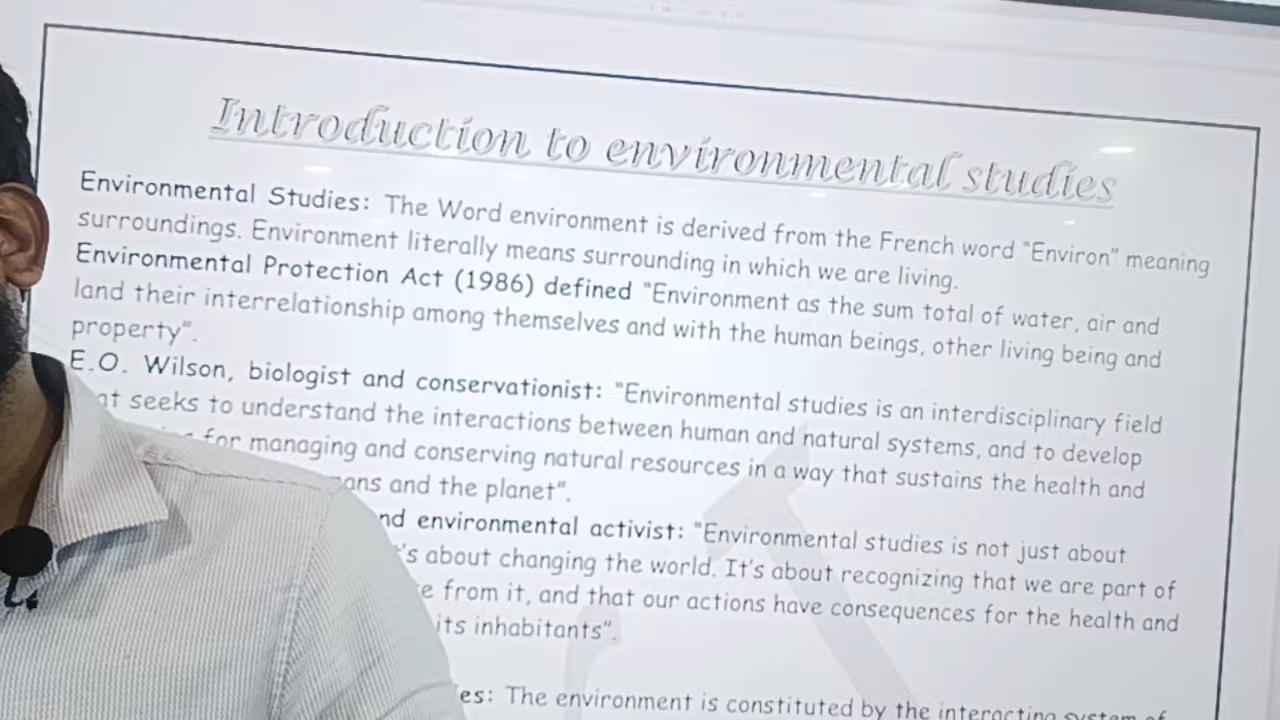 Introduction to environmental studies
Environmental Studies: The Word environment is derived from the French word "Environ" meaning
surroundings. Environment literally means surrounding in which we are living.
Environmental Protection Act (1986) defined "Environment as the sum total of water, air and
land their interrelationship among themselves and with the human beings, other living being and
property".
E.O. Wilson, biologist and conservationist: "Environmental studies is an interdisciplinary field
seeks to understand the interactions between human and natural systems, and to develop
for managing and conserving natural resources in a way that sustains the health and
and the planet".
environmental activist: "Environmental studies is not just about
about changing the world. It's about recognizing that we are part of
from it, and that our actions have consequences for the health and
its inhabitants".
The environment is constituted by the interacting system of